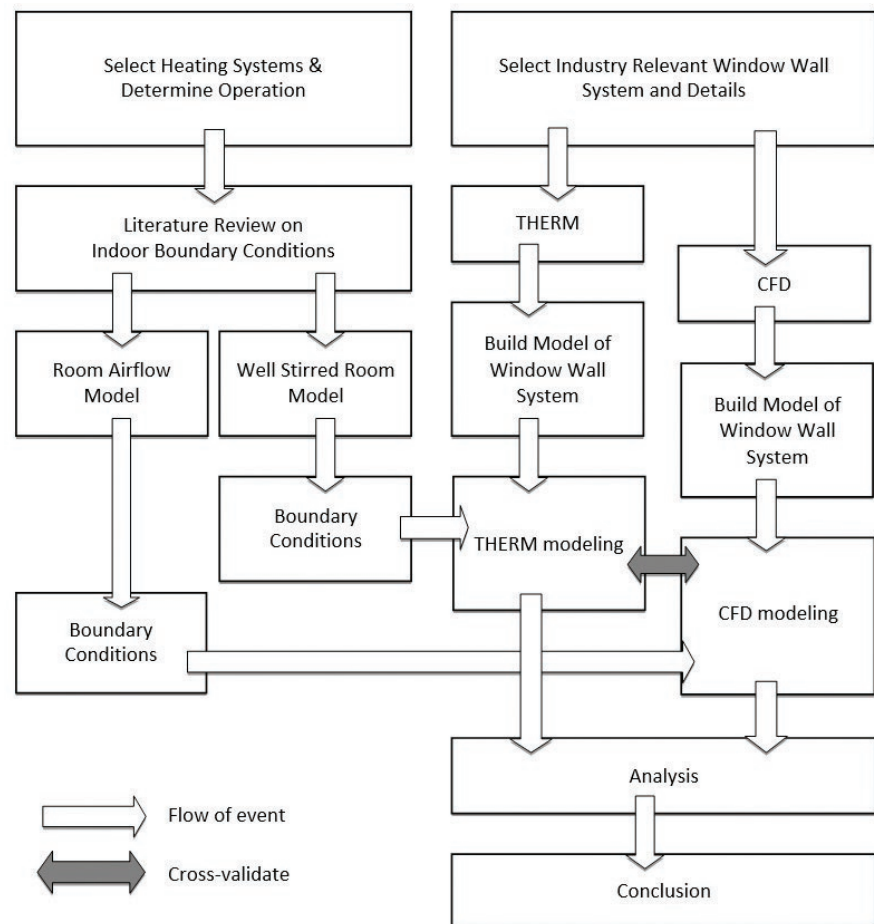 Select Heating Systems &
Determine Operation
Select Industry Relevant Window Wall
System and Details
Literature Review on
Indoor Boundary Conditions
THERM
CFD
Room Airflow
Model
Well Stirred Room
Model
Build Model of
Window Wall
System
Build Model of
Window Wall
System
Boundary
Conditions
THERM modeling
CFD modeling
Boundary
Conditions
Analysis
Flow of event
Cross-validate
Conclusion